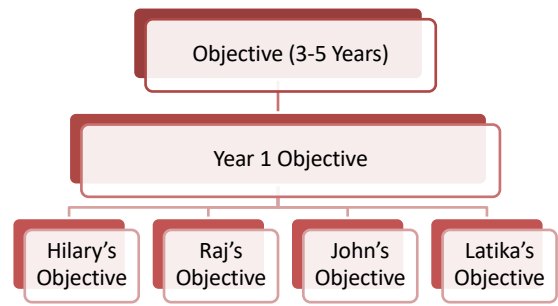 Objective (3-5 Years)
Year 1 Objective
Hilary’s
Objective
Raj’s
Objective
John’s
Objective
Latika’s
Objective